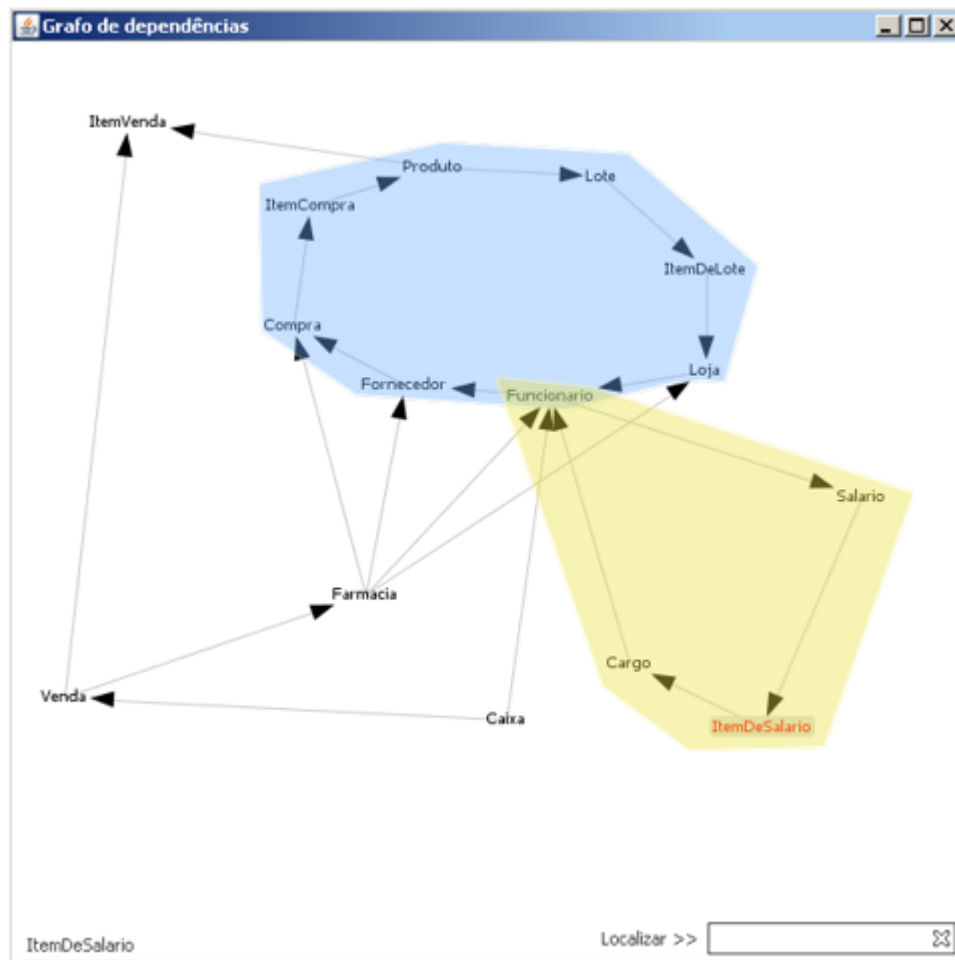 Grafo de dependências
ItemVenda
Produto
Lote
ItemCompra
ItemDeLote
Compra
Loja
Fornecedor
Funcionario
Salario
Farmacia
Cargo
Venda
Caixa
ItemDeSalario
ItemDeSalario
Localizar >>